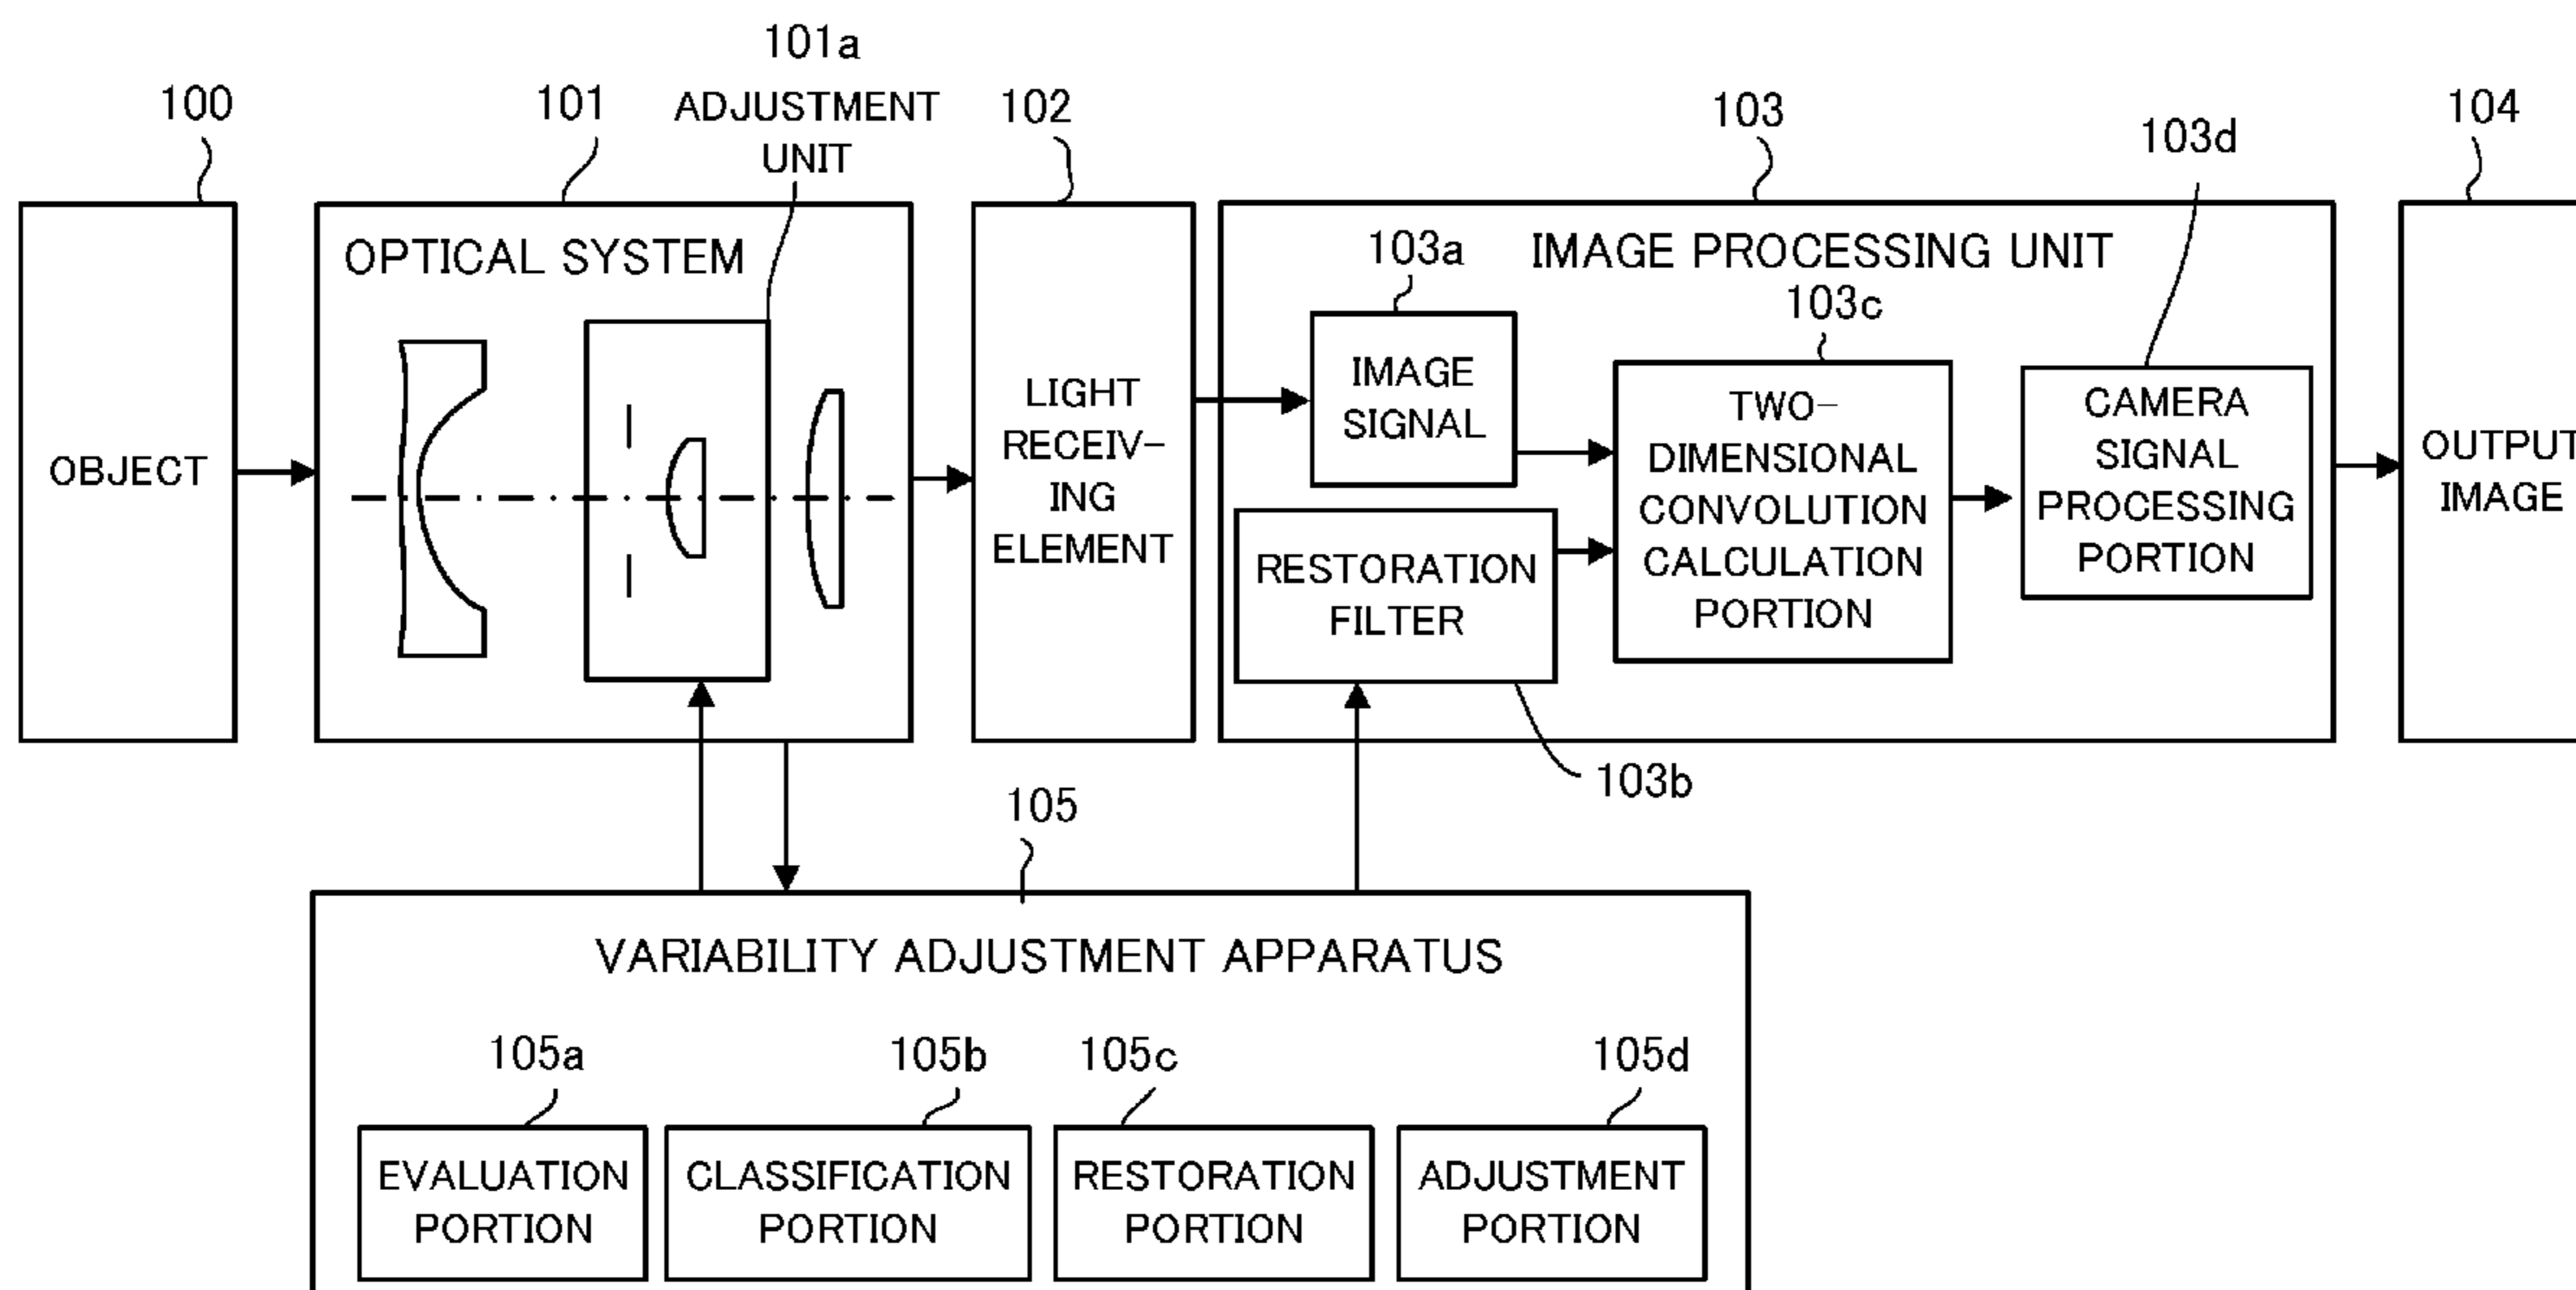 101a
100
101
ADJUSTMENT
UNIT
102
103
103d
104
OBJECT
OPTICAL SYSTEM
LIGHT
RECEIV-
ING
ELEMENT
IMAGE PROCESSING UNIT
103a
IMAGE
SIGNAL
RESTORATION
FILTER
103b
103c
TWO-
DIMENSIONAL
CONVOLUTION
CALCULATION
PORTION
CAMERA
SIGNAL
PROCESSING
PORTION
OUTPUT
IMAGE
105
VARIABILITY ADJUSTMENT APPARATUS
105a
EVALUATION
PORTION
105b
CLASSIFICATION
PORTION
105c
RESTORATION
PORTION
105d
ADJUSTMENT
PORTION